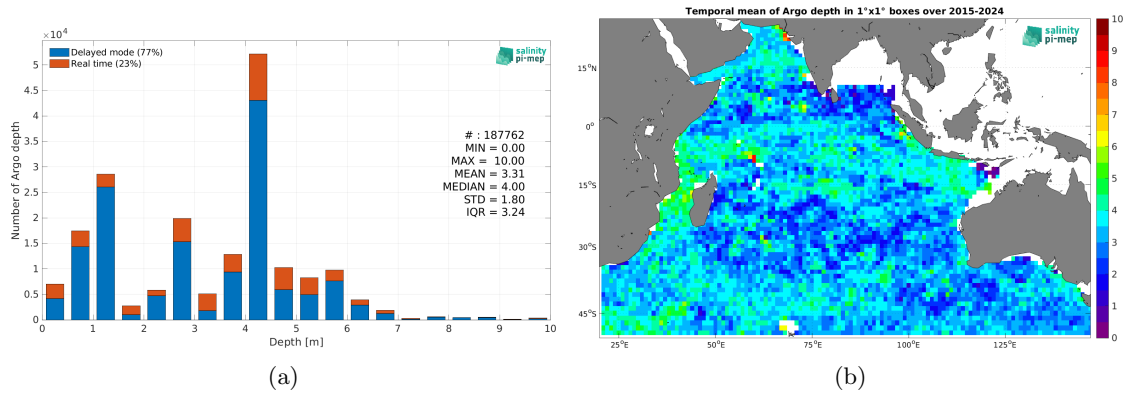 ×10⁴
Delayed mode (77%)
Real time (23%)
salinity
pi-mep
5
4.5
4
3.5
3
2.5
2
1.5
1
0.5
0
Number of Argo depth
# : 187762
MIN = 0.00
MAX = 10.00
MEAN = 3.31
MEDIAN = 4.00
STD = 1.80
IQR = 3.24
0 1 2 3 4 5 6 7 8 9 10
Depth [m]
(a)
Temporal mean of Argo depth in 1°x1° boxes over 2015-2024
salinity
pi-mep
15°N
0°
15°S
30°S
45°S
25°E 50°E 75°E 100°E 125°E
10
9
8
7
6
5
4
3
2
1
0
(b)